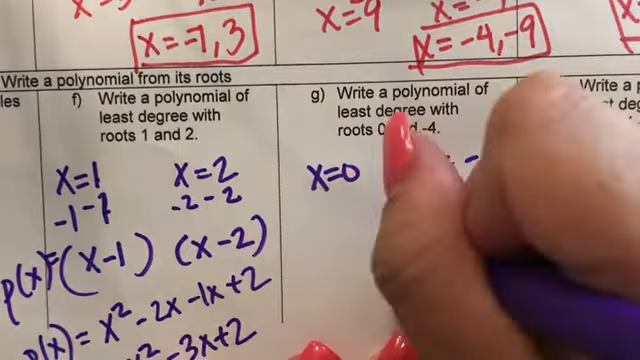 x=-9
x=-7,3
x=-4,-9
Write a polynomial from its roots
les
f) Write a polynomial of
least degree with
roots 1 and 2.
x=1 x=2
-1 -1 -2 -2
p(x)=(x-1) (x-2)
p(x)=x²-2x-1x+2
-3x+2
g) Write a polynomial of
least degree with
roots 0 -4.
x=0
Write a